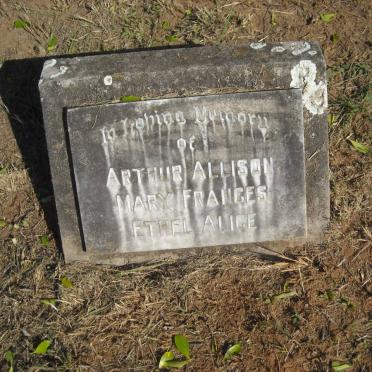 In Loving Memory
of
ARTHUR ALLISON
MARY FRANCES
ETHEL ALICE